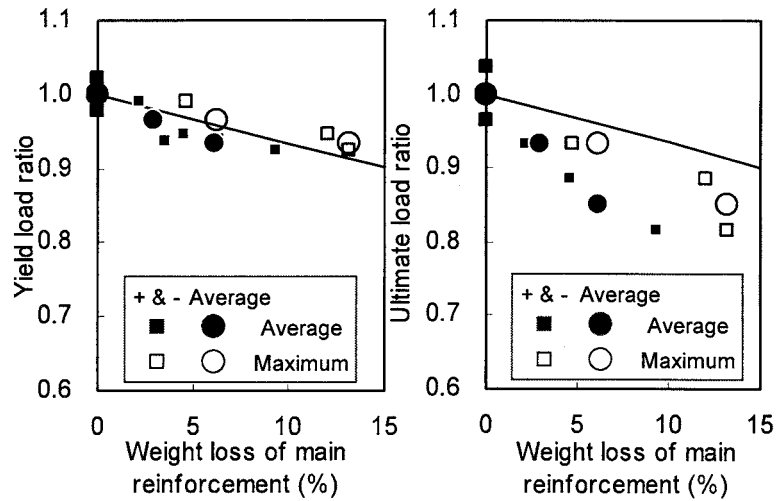 1.1
1.0
0.9
0.8
0.7
0.6
Yield load ratio
+ & - Average
Average
Maximum
0 5 10 15
Weight loss of main
reinforcement (%)
1.1
1.0
0.9
0.8
0.7
0.6
Ultimate load ratio
+ & - Average
Average
Maximum
0 5 10 15
Weight loss of main
reinforcement (%)